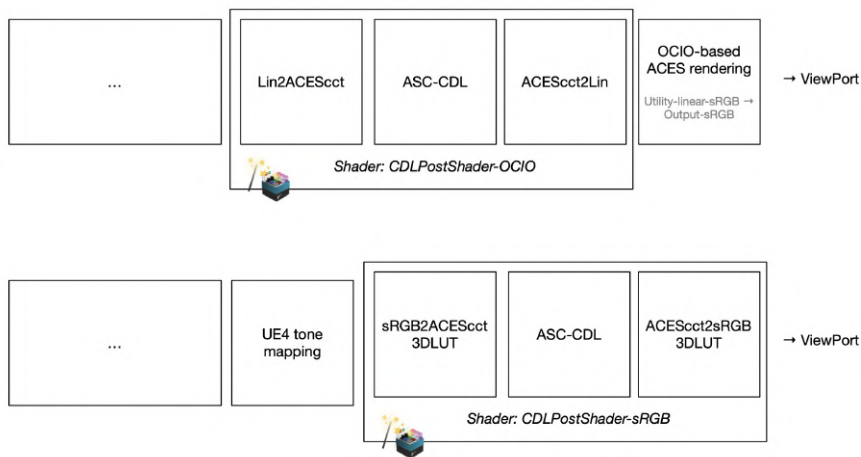 ...
Lin2ACEScct
ASC-CDL
ACEScct2Lin
OCIO-based
ACES rendering
Utility-linear-sRGB →
Output-sRGB
→ ViewPort
Shader: CDLPostShader-OCIO
...
UE4 tone
mapping
sRGB2ACEScct
3DLUT
ASC-CDL
ACEScct2sRGB
3DLUT
→ ViewPort
Shader: CDLPostShader-sRGB